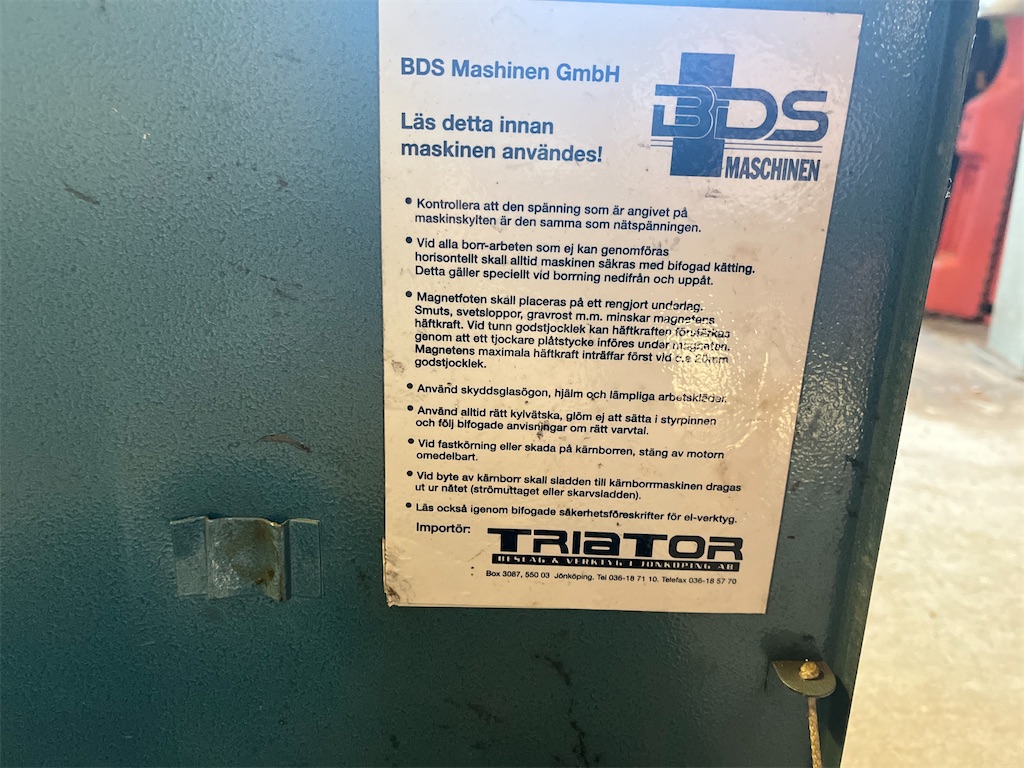 BDS Mashinen GmbH
BDS
MASCHINEN
Läs detta innan
maskinen användes!
• Kontrollera att den spänning som är angivet på
maskinskylten är den samma som nätspänningen.
• Vid alla borr-arbeten som ej kan genomföras
horisontellt skall alltid maskinen säkras med bifogad kätting.
Detta gäller speciellt vid borrning nedifrån och uppåt.
• Magnetfoten skall placeras på ett rengjort underlag.
Smuts, svetsloppor, gravrost m.m. minskar magnetens
häftkraft. Vid tunn godstjocklek kan häftkraften förstärkas
genom att ett tjockare plåtstycke införes under magneten.
Magnetens maximala häftkraft inträffar först vid c:a 20mm
godstjocklek.
• Använd skyddsglasögon, hjälm och lämpliga arbetskläder.
• Använd alltid rätt kylvätska, glöm ej att sätta i styrpinnen
och följ bifogade anvisningar om rätt varvtal.
• Vid fastkörning eller skada på kärnborren, stäng av motorn
omedelbart.
• Vid byte av kärnborr skall sladden till kärnborrmaskinen dragas
ut ur nätet (strömuttaget eller skarvsladden).
• Läs också igenom bifogade säkerhetsföreskrifter för el-verktyg.
Importör: TRIATOR
BESLAG & VERKTYG I JÖNKÖPING AB
Box 3087, 550 03 Jönköping. Tel 036-18 71 10. Telefax 036-18 57 70